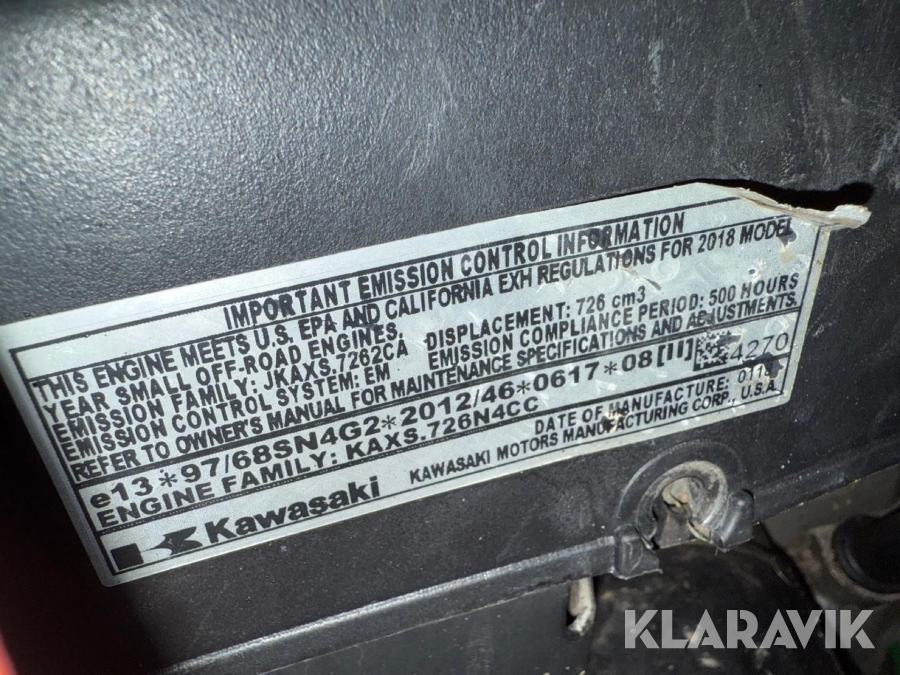 IMPORTANT EMISSION CONTROL INFORMATION
THIS ENGINE MEETS U.S. EPA AND CALIFORNIA EXH REGULATIONS FOR 2018 MODEL
YEAR SMALL OFF-ROAD ENGINES.
EMISSION FAMILY: JKAXS.7262CA DISPLACEMENT: 726 cm3
EMISSION CONTROL SYSTEM: EM EMISSION COMPLIANCE PERIOD: 500 HOURS
REFER TO OWNER'S MANUAL FOR MAINTENANCE SPECIFICATIONS AND ADJUSTMENTS.
e13*97/68SN4G2*2012/46*0617*08[II] 4270
ENGINE FAMILY: KAXS.726N4CC DATE OF MANUFACTURE: 0118
Kawasaki KAWASAKI MOTORS MANUFACTURING CORP., U.S.A.
KLARAVIK